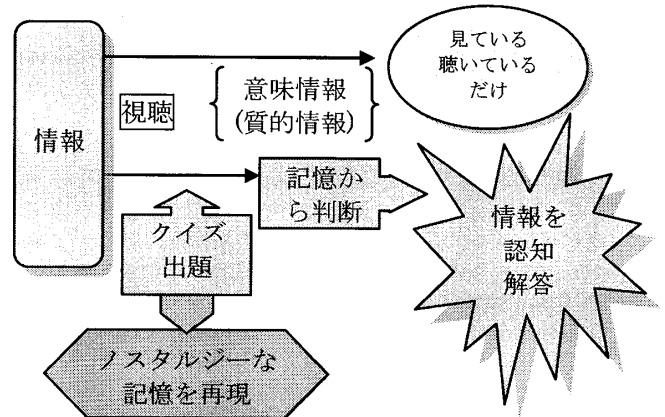 情報
視聴
意味情報
(質的情報)
見ている
聴いている
だけ
記憶か
ら判断
クイズ
出題
情報を
認知
解答
ノスタルジーな
記憶を再現